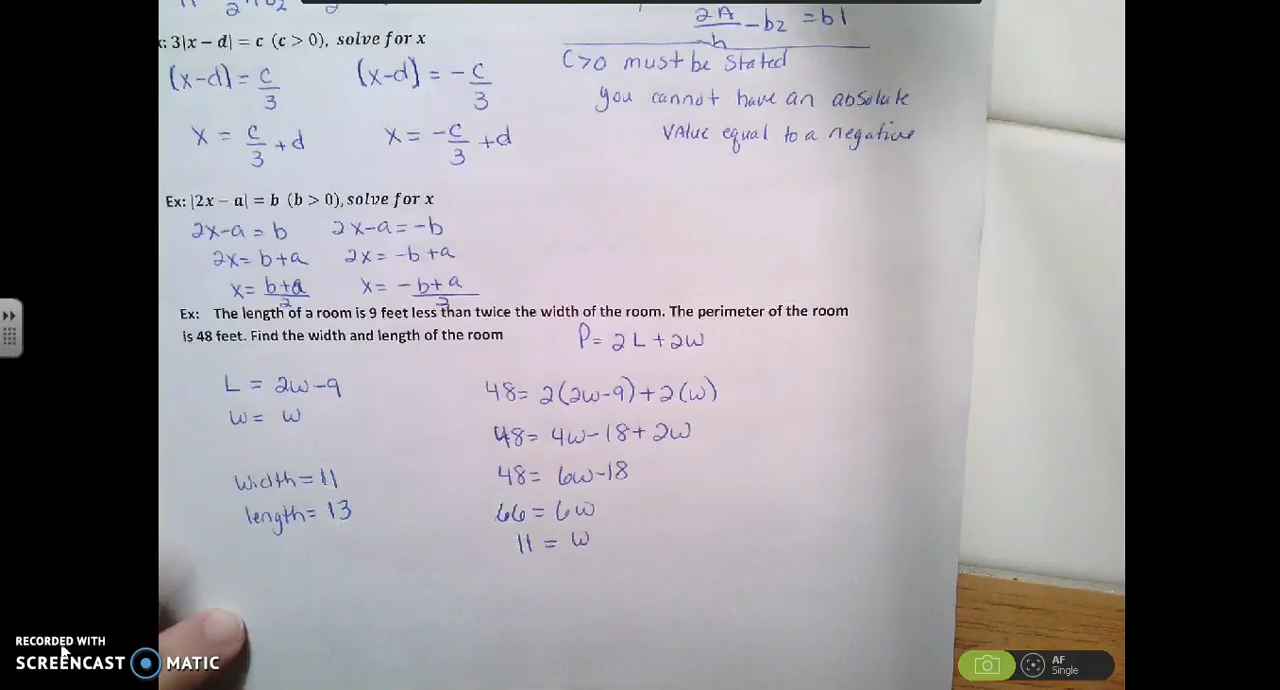 2A/h - b2 = b1
: 3|x − d| = c (c > 0), solve for x
(x-d) = c/3 (x-d) = -c/3
C>0 must be stated
you cannot have an absolute
x = c/3 + d x = -c/3 + d
value equal to a negative
Ex: |2x − a| = b (b > 0), solve for x
2x-a = b 2x-a = -b
2x = b+a 2x = -b+a
x = b+a/2 x = -b+a/2
Ex: The length of a room is 9 feet less than twice the width of the room. The perimeter of the room
is 48 feet. Find the width and length of the room
P = 2L + 2w
L = 2w-9
w = w
48 = 2(2w-9)+2(w)
48 = 4w-18+2w
48 = 6w-18
66 = 6w
11 = w
width = 11
length = 13
RECORDED WITH
SCREENCAST MATIC
AF
Single